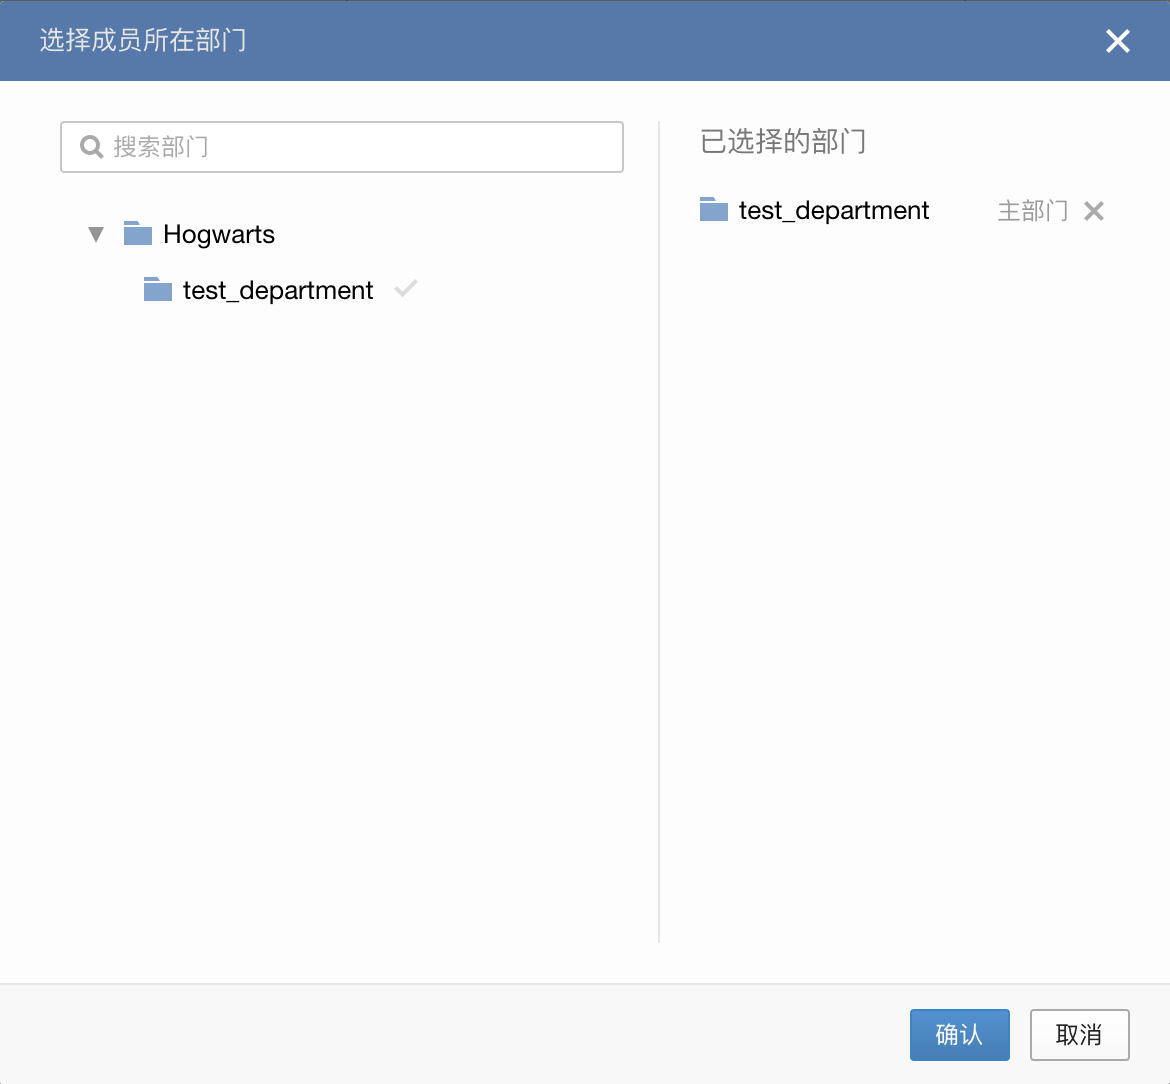 选择成员所在部门
搜索部门
Hogwarts
test_department
已选择的部门
test_department 主部门
确认 取消